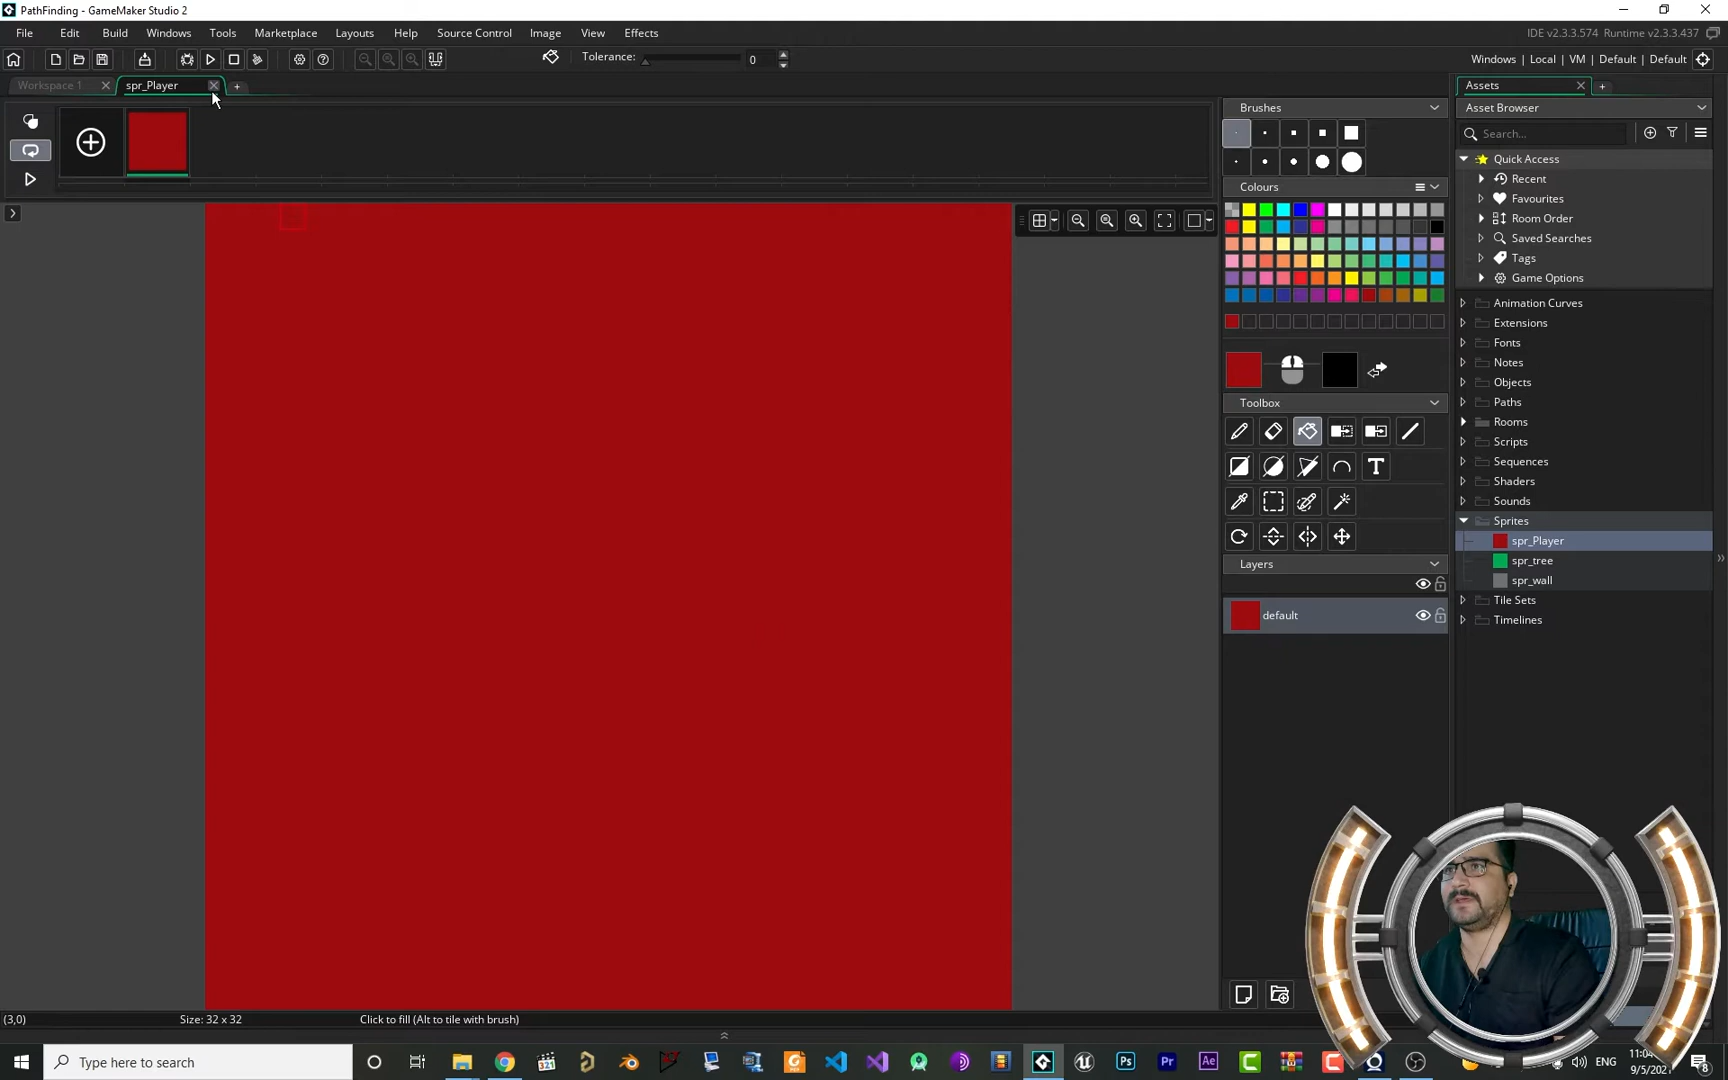 PathFinding - GameMaker Studio 2
File Edit Build Windows Tools Marketplace Layouts Help Source Control Image View Effects
IDE v2.3.3.574 Runtime v2.3.3.437
Tolerance: 0
Windows | Local | VM | Default | Default
Workspace 1 spr_Player
Assets
Brushes
Asset Browser
Search...
Quick Access
Colours
Recent
Favourites
Room Order
Saved Searches
Tags
Game Options
Animation Curves
Extensions
Fonts
Notes
Objects
Toolbox
Paths
Rooms
Scripts
Sequences
Shaders
Sounds
Sprites
spr_Player
spr_tree
spr_wall
Layers
Tile Sets
default
Timelines
(3,0)
Size: 32 x 32
Click to fill (Alt to tile with brush)
Type here to search
321
Ps Pr Ae
ENG
11:04
9/5/202
8